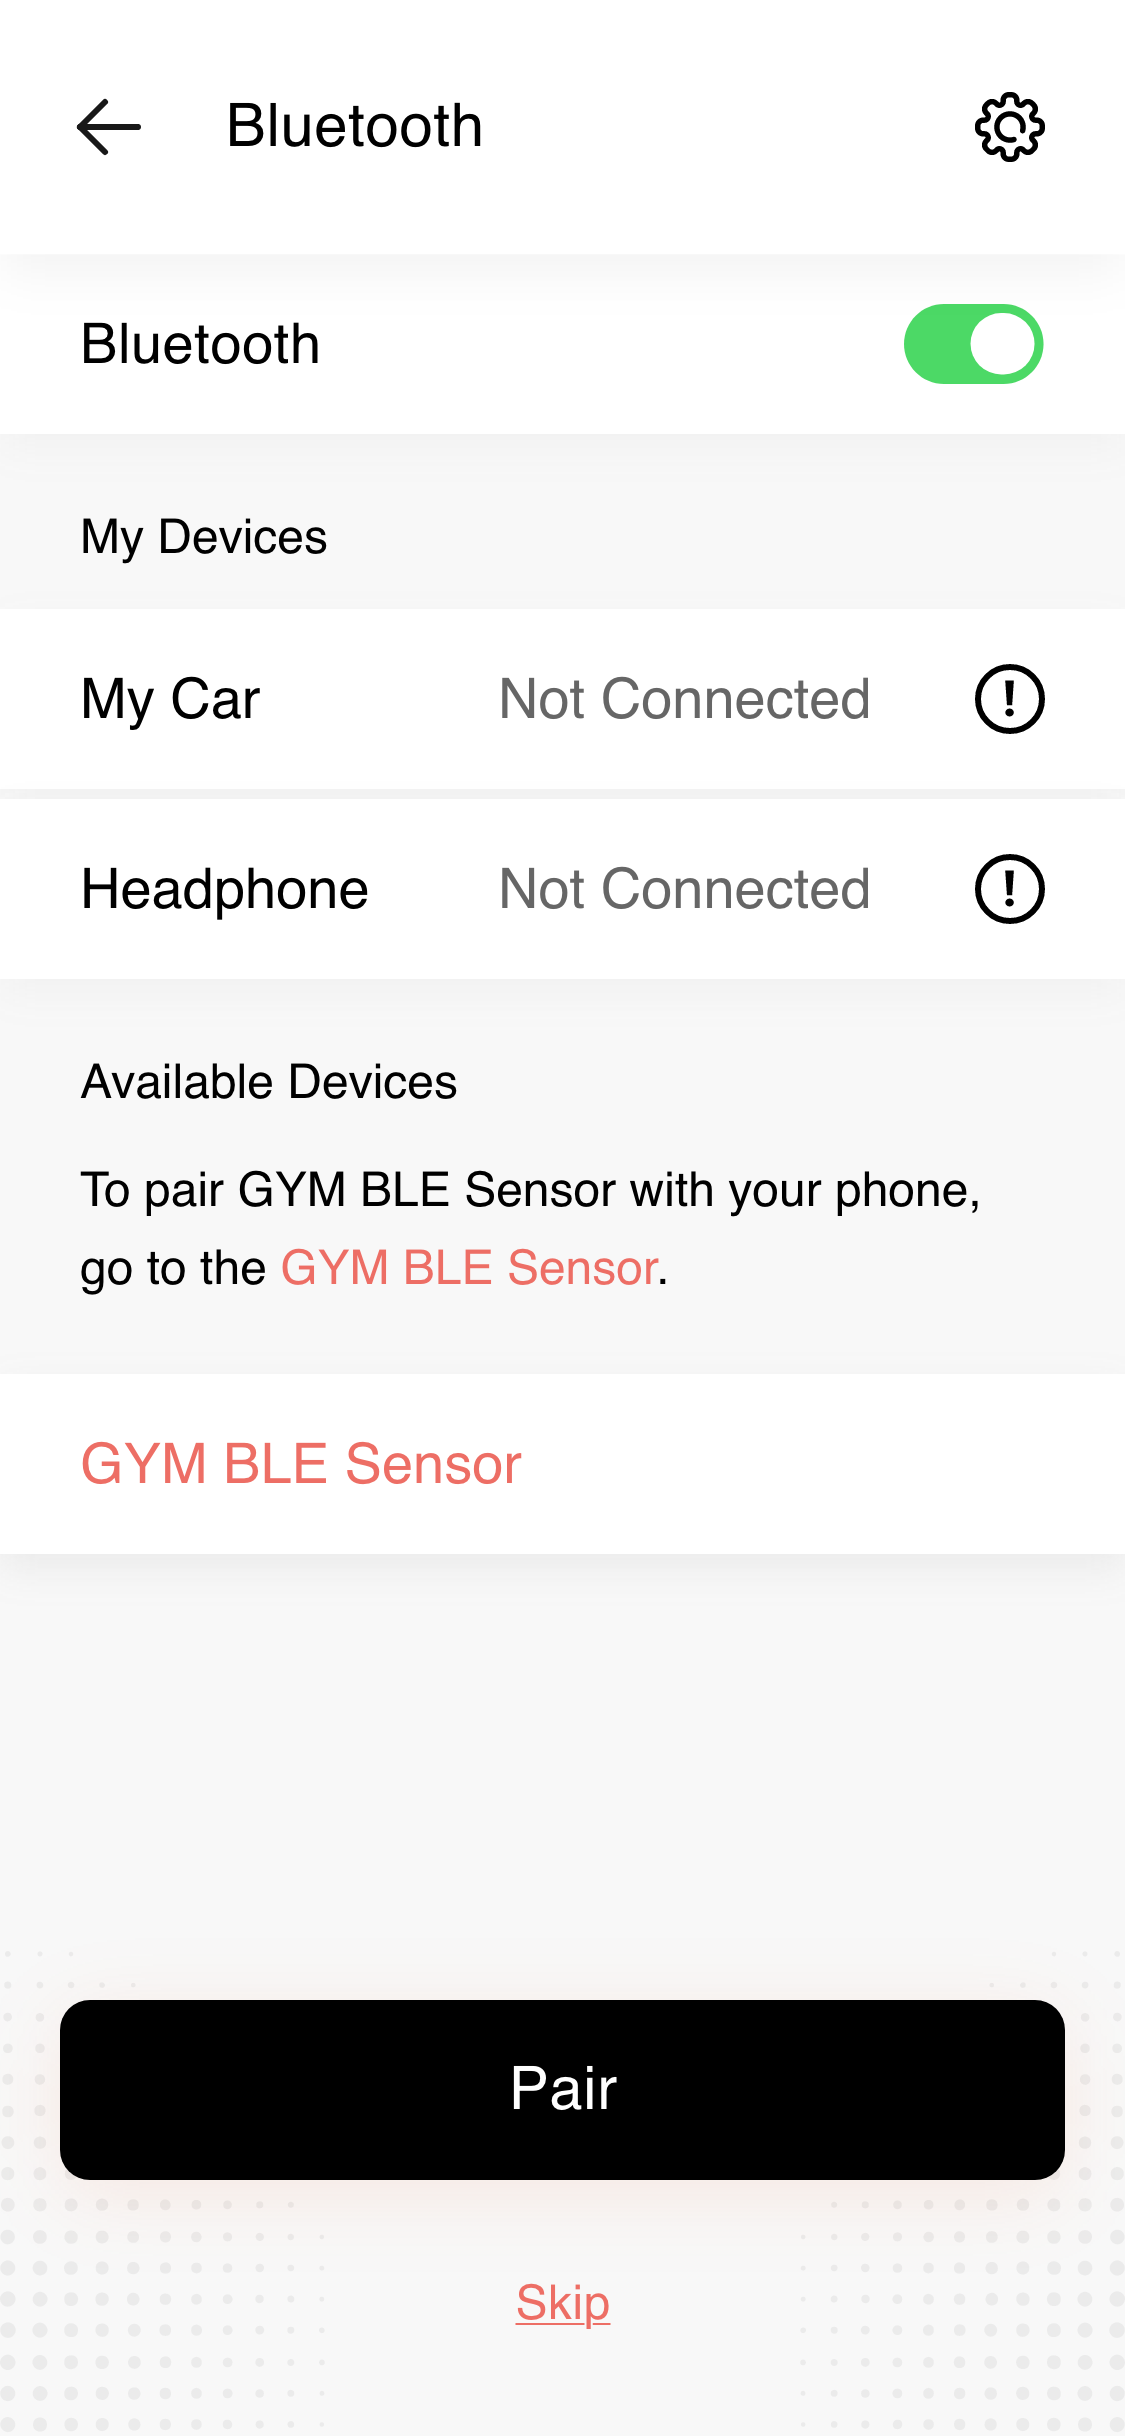 Bluetooth
Bluetooth
My Devices
My Car Not Connected
Headphone Not Connected
Available Devices
To pair GYM BLE Sensor with your phone,
go to the GYM BLE Sensor.
GYM BLE Sensor
Pair
Skip